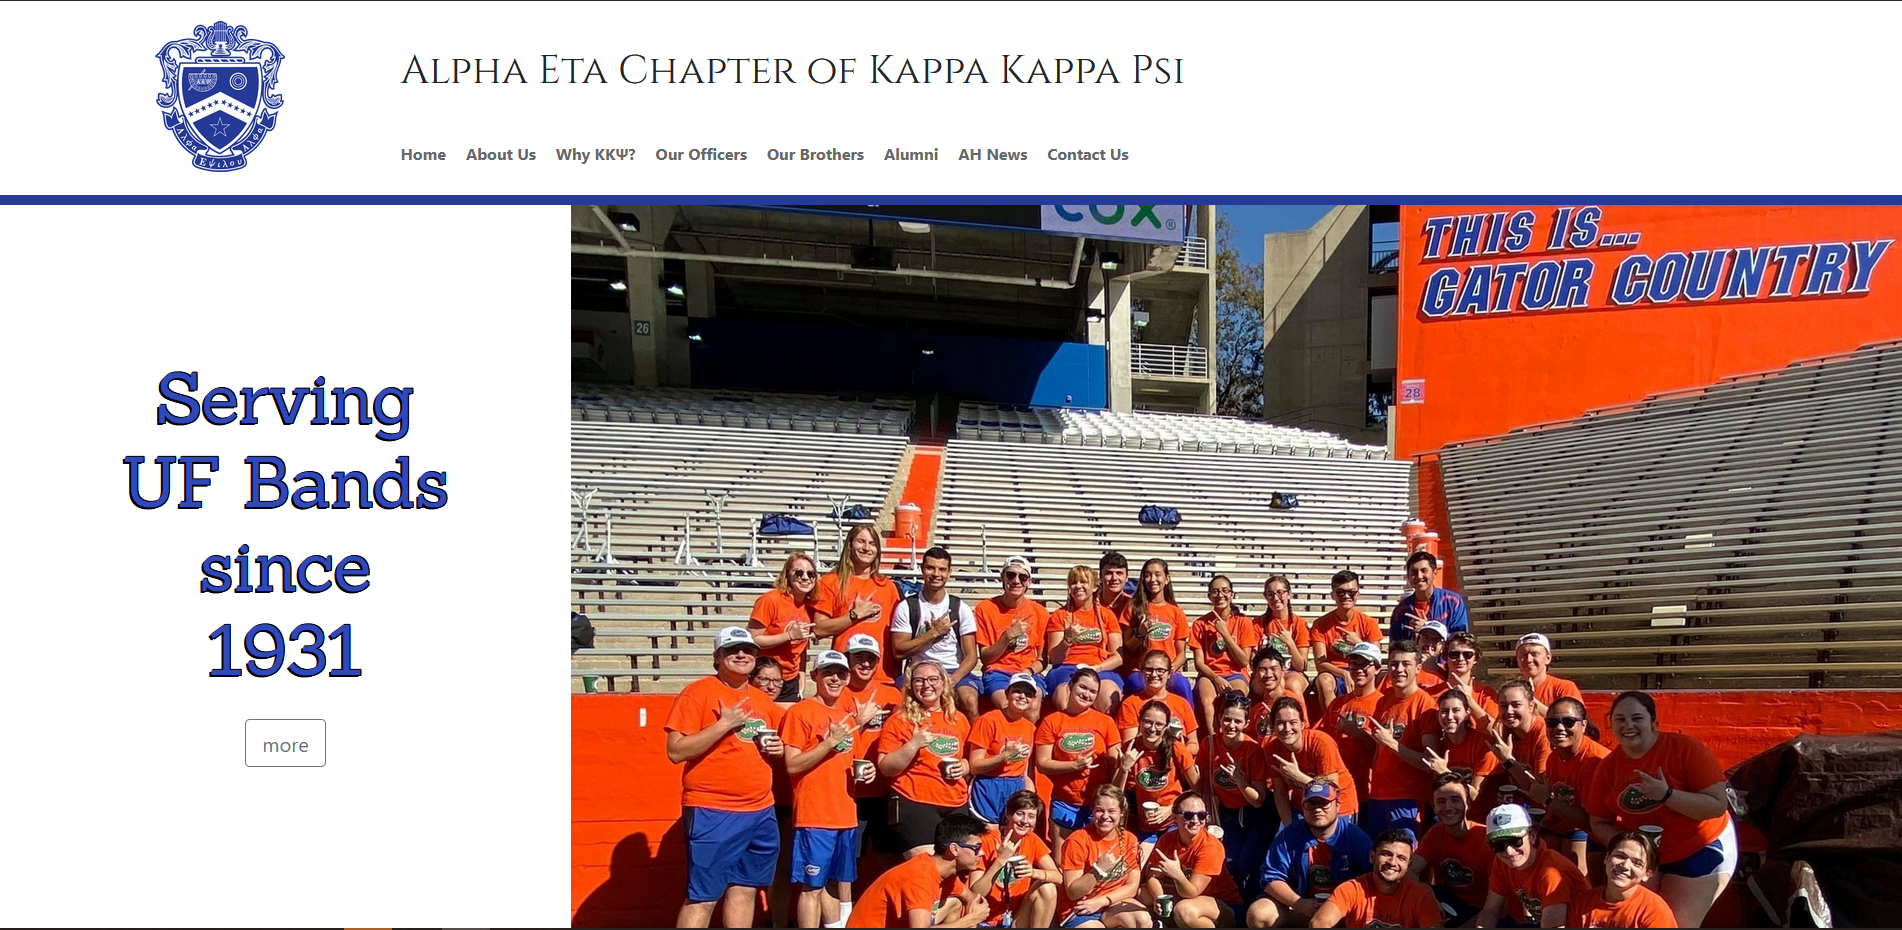 Alpha Eta Chapter of Kappa Kappa Psi
Home About Us Why ΚΚΨ? Our Officers Our Brothers Alumni AH News Contact Us
COX®
THIS IS...
GATOR COUNTRY
26
28
Serving
UF Bands
since
1931
more